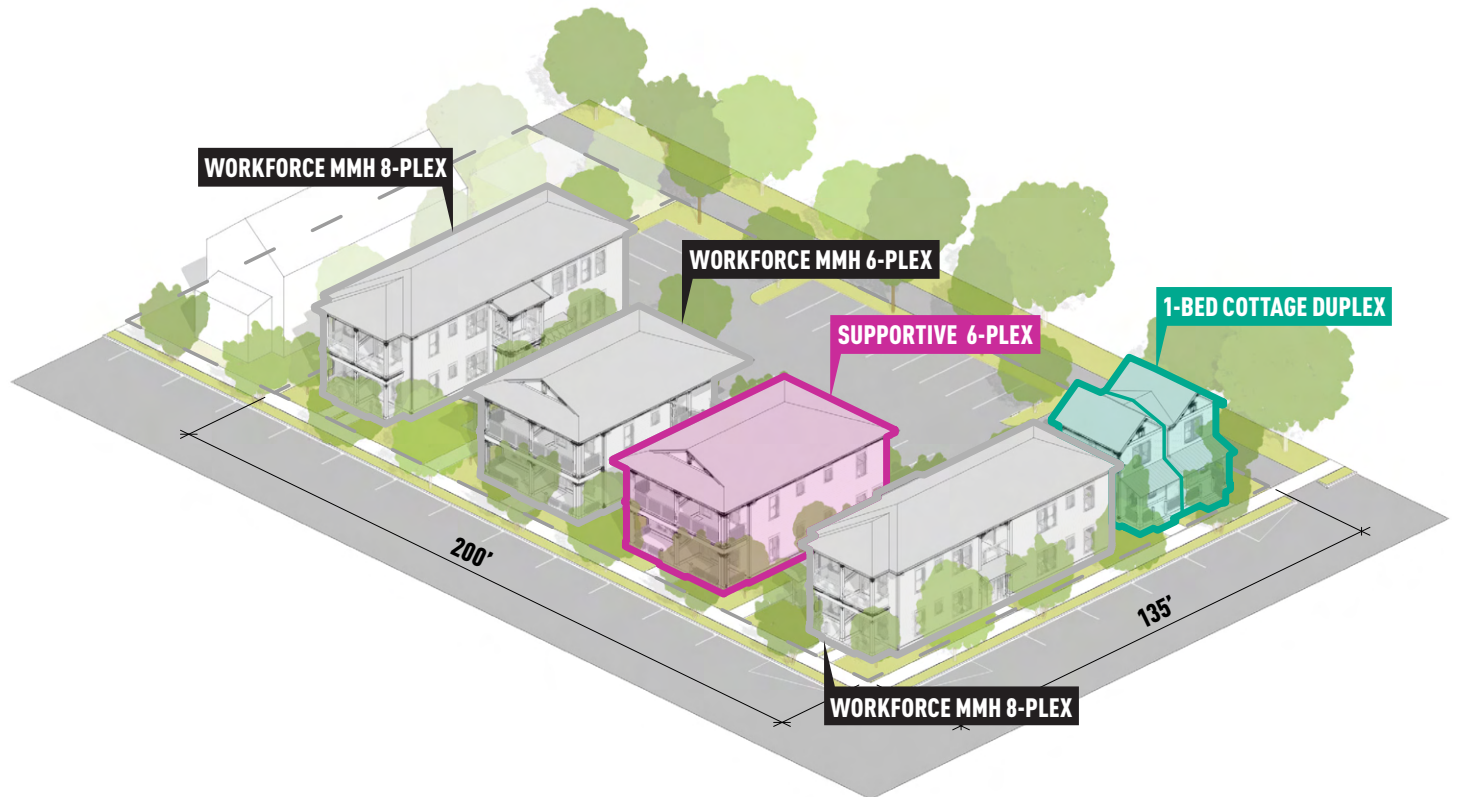 WORKFORCE MMH 8-PLEX
WORKFORCE MMH 6-PLEX
SUPPORTIVE 6-PLEX
1-BED COTTAGE DUPLEX
200'
135'
WORKFORCE MMH 8-PLEX